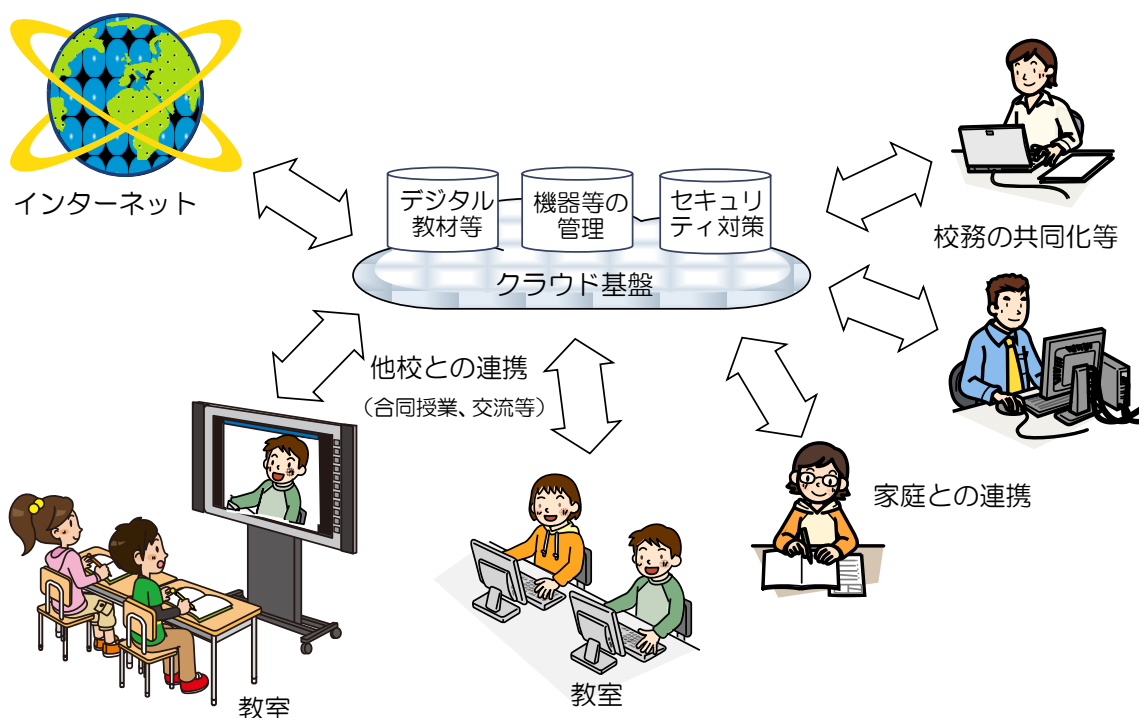 インターネット
デジタル
教材等
機器等の
管理
セキュリ
ティ対策
クラウド基盤
校務の共同化等
他校との連携
（合同授業、交流等）
家庭との連携
教室
教室